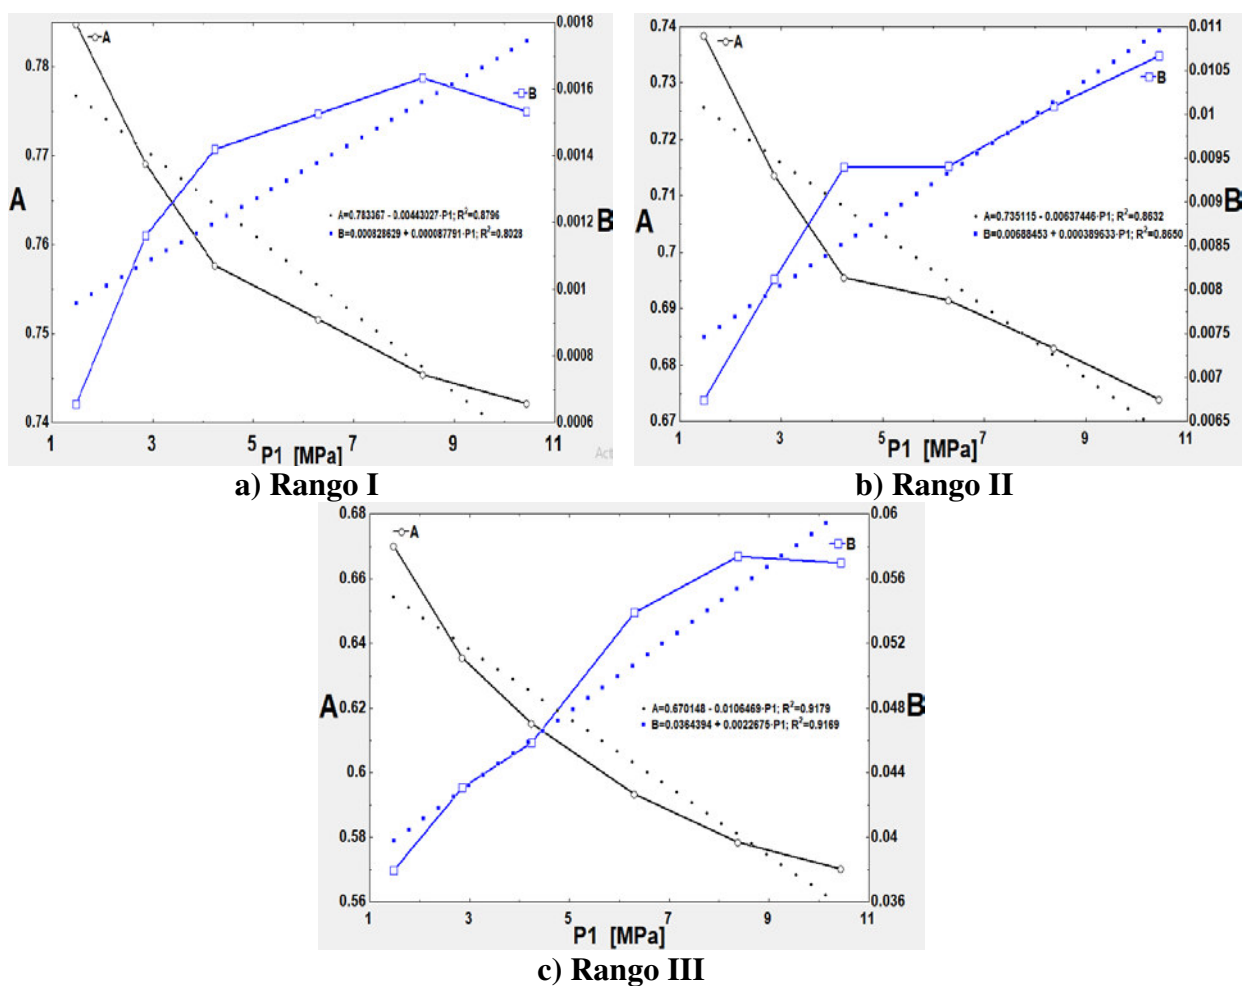 A
0.78
0.77
0.76
0.75
0.74
A
0.0018
0.0016
0.0014
0.0012
0.001
0.0008
0.0006
B
B
A=0.783367 - 0.00443027·P1; R²=0.8796
B=0.000828629 + 0.000087791·P1; R²=0.8028
1 3 5 7 9 11
P1 [MPa]
Act
a) Rango I
A
0.74
0.73
0.72
0.71
0.7
0.69
0.68
0.67
A
0.011
0.0105
0.01
0.0095
0.009
0.0085
0.008
0.0075
0.007
0.0065
B
B
A=0.735115 - 0.00637446·P1; R²=0.8632
B=0.00688453 + 0.000389633·P1; R²=0.8650
1 3 5 7 9 11
P1 [MPa]
b) Rango II
A
0.68
0.66
0.64
0.62
0.6
0.58
0.56
A
0.06
0.056
0.052
0.048
0.044
0.04
0.036
B
B
A=0.670148 - 0.0106469·P1; R²=0.9179
B=0.0364394 + 0.0022675·P1; R²=0.9169
1 3 5 7 9 11
P1 [MPa]
c) Rango III